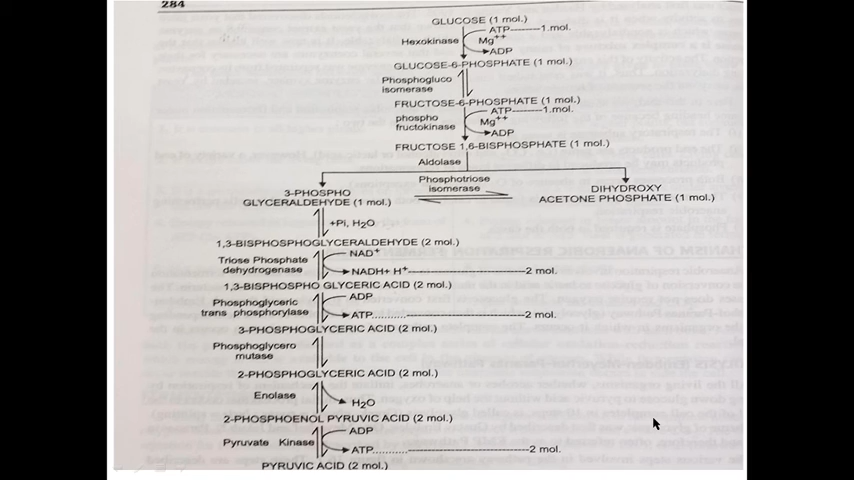 284
GLUCOSE (1 mol.)
ATP--------1.mol.
Hexokinase
Mg++
ADP
GLUCOSE-6-PHOSPHATE (1 mol.)
Phosphogluco
isomerase
FRUCTOSE-6-PHOSPHATE (1 mol.)
ATP--------1.mol.
phospho
fructokinase
Mg++
ADP
FRUCTOSE 1,6-BISPHOSPHATE (1 mol.)
Aldolase
Phosphotriose
isomerase
3-PHOSPHO
GLYCERALDEHYDE (1 mol.)
DIHYDROXY
ACETONE PHOSPHATE (1 mol.)
+Pi, H2O
1,3-BISPHOSPHOGLYCERALDEHYDE (2 mol.)
Triose Phosphate
dehydrogenase
NAD+
NADH+ H+--------------------------2 mol.
1,3-BISPHOSPHO GLYCERIC ACID (2 mol.)
Phosphoglyceric
trans phosphorylase
ADP
ATP..........--------------------------2 mol.
3-PHOSPHOGLYCERIC ACID (2 mol.)
Phosphoglycero
mutase
2-PHOSPHOGLYCERIC ACID (2 mol.)
Enolase
H2O
2-PHOSPHOENOL PYRUVIC ACID (2 mol.)
Pyruvate Kinase
ADP
ATP..........--------------------------2 mol.
PYRUVIC ACID (2 mol.)